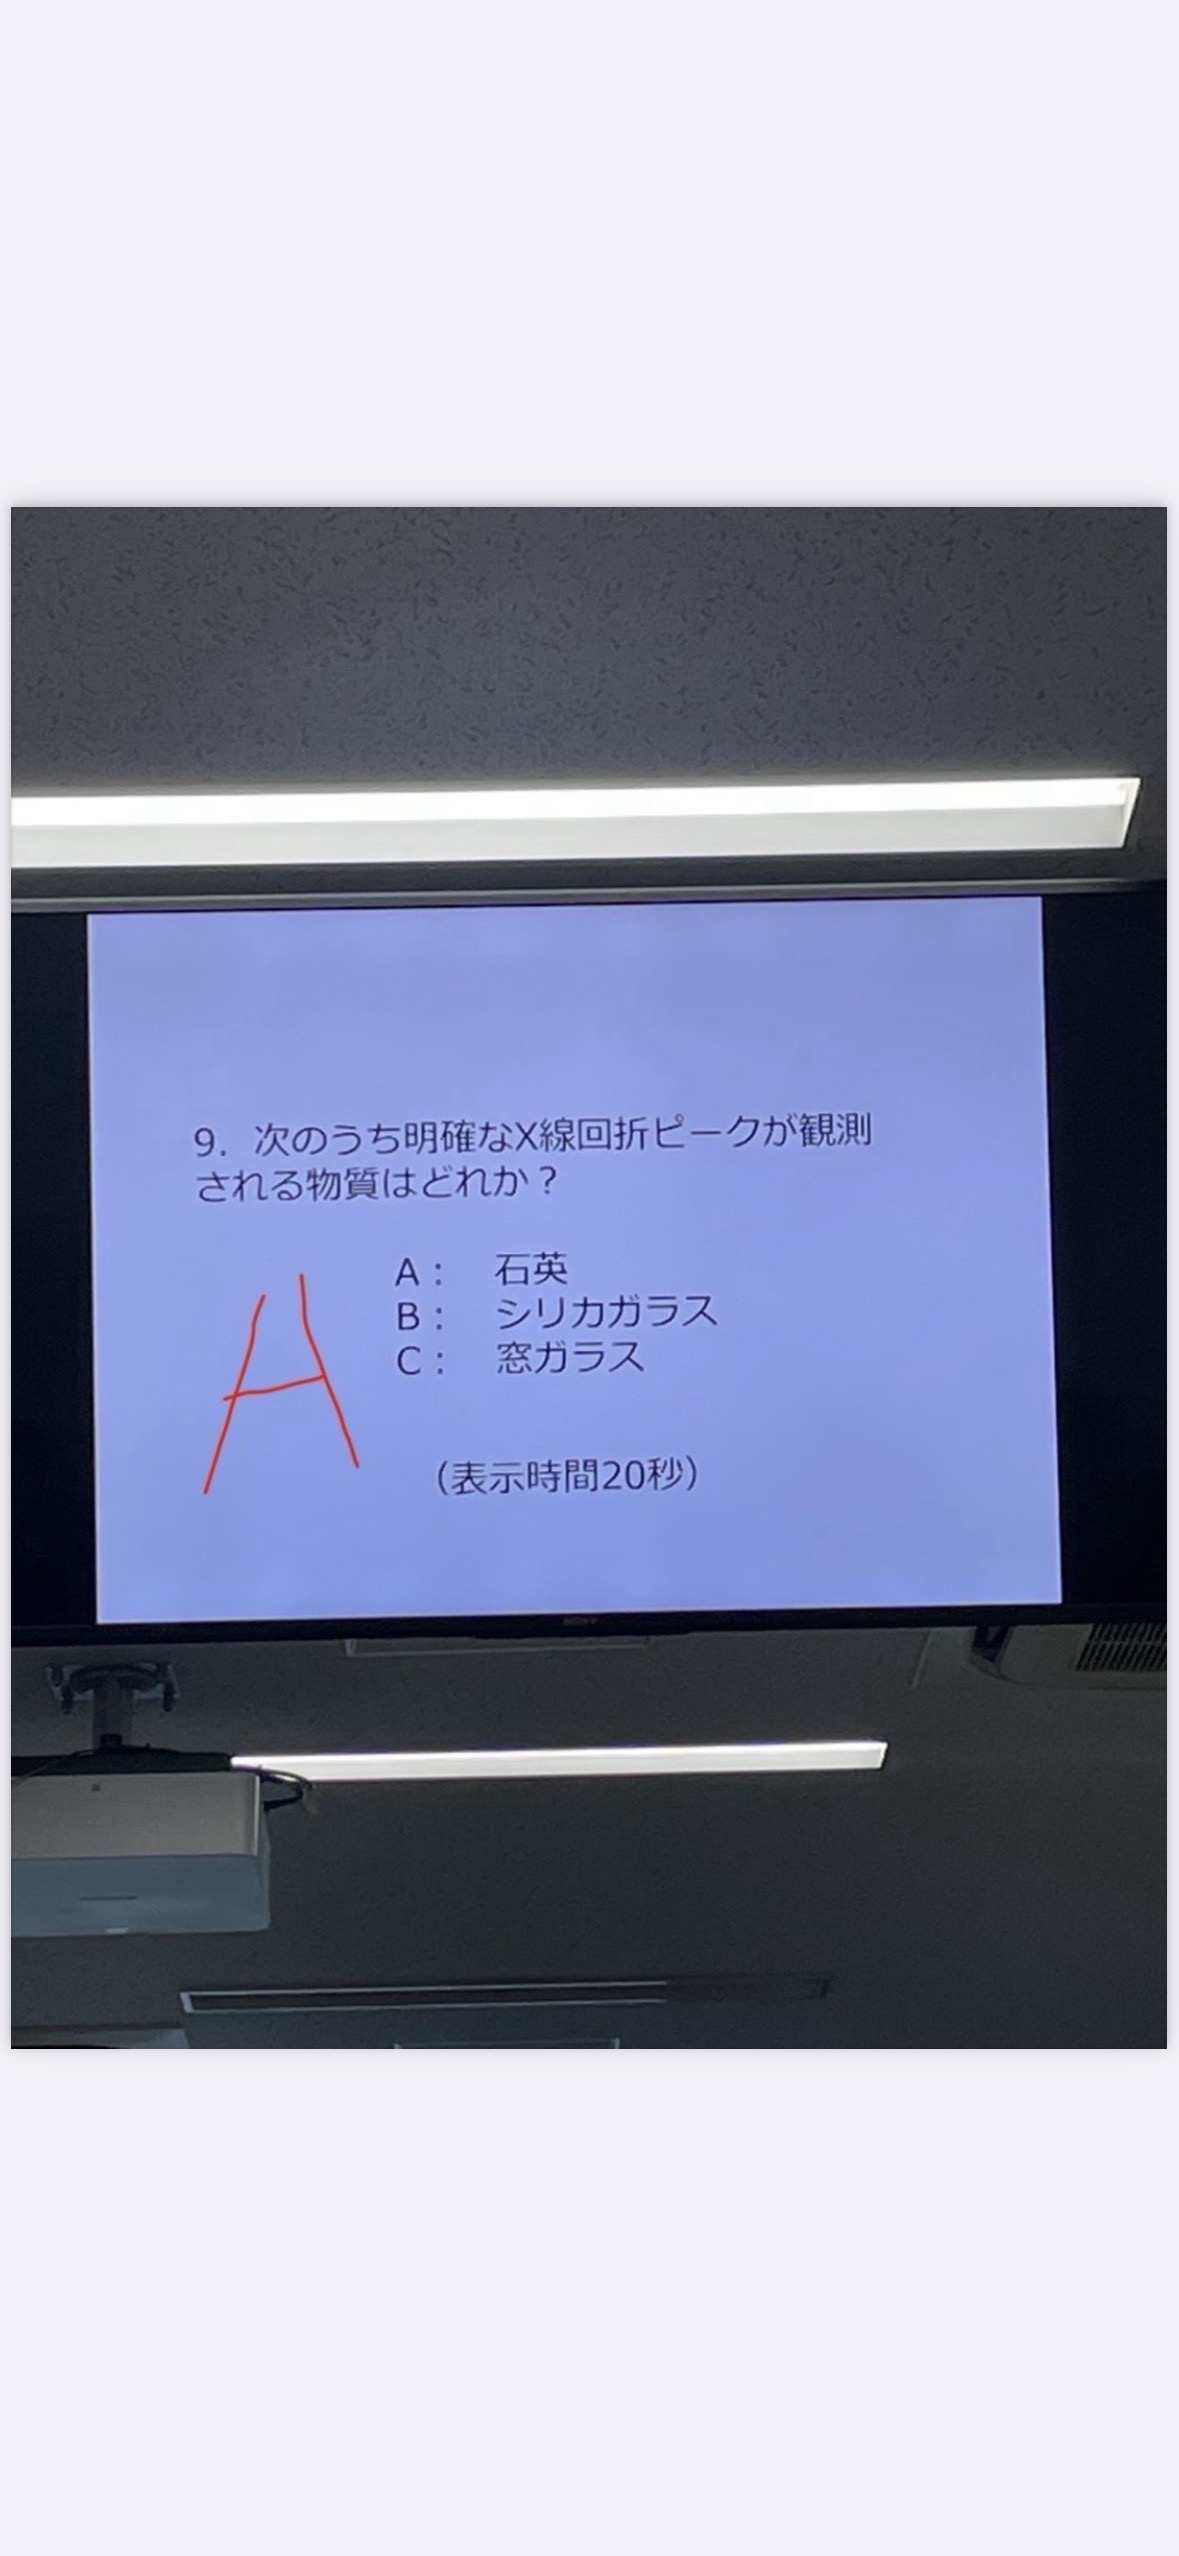 9．次のうち明確なX線回折ピークが観測
される物質はどれか？
A： 石英
B： シリカガラス
C： 窓ガラス
A
（表示時間20秒）
SONY